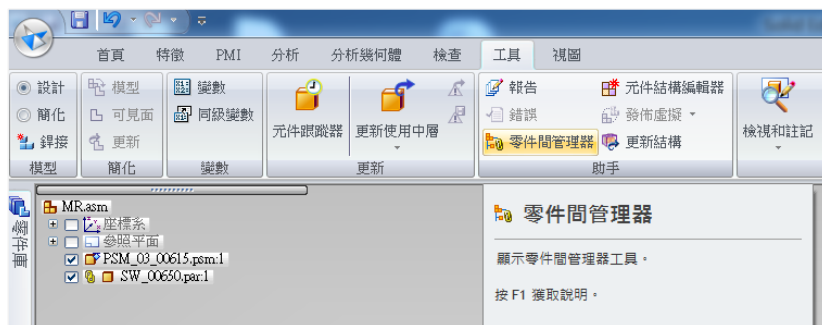 首頁 特徵 PMI 分析 分析幾何體 檢查 工具 視圖
設計 模型 變數 報告 元件結構編輯器
簡化 可見面 同級變數 元件跟蹤器 更新使用中層 錯誤 發佈虛擬 檢視和註記
銲接 更新 零件間管理器 更新結構
模型 簡化 變數 更新 助手
零件庫
MR.asm
座標系
參照平面
PSM_03_00615.psm:1
SW_00650.par:1
零件間管理器
顯示零件間管理器工具。
按 F1 獲取說明。